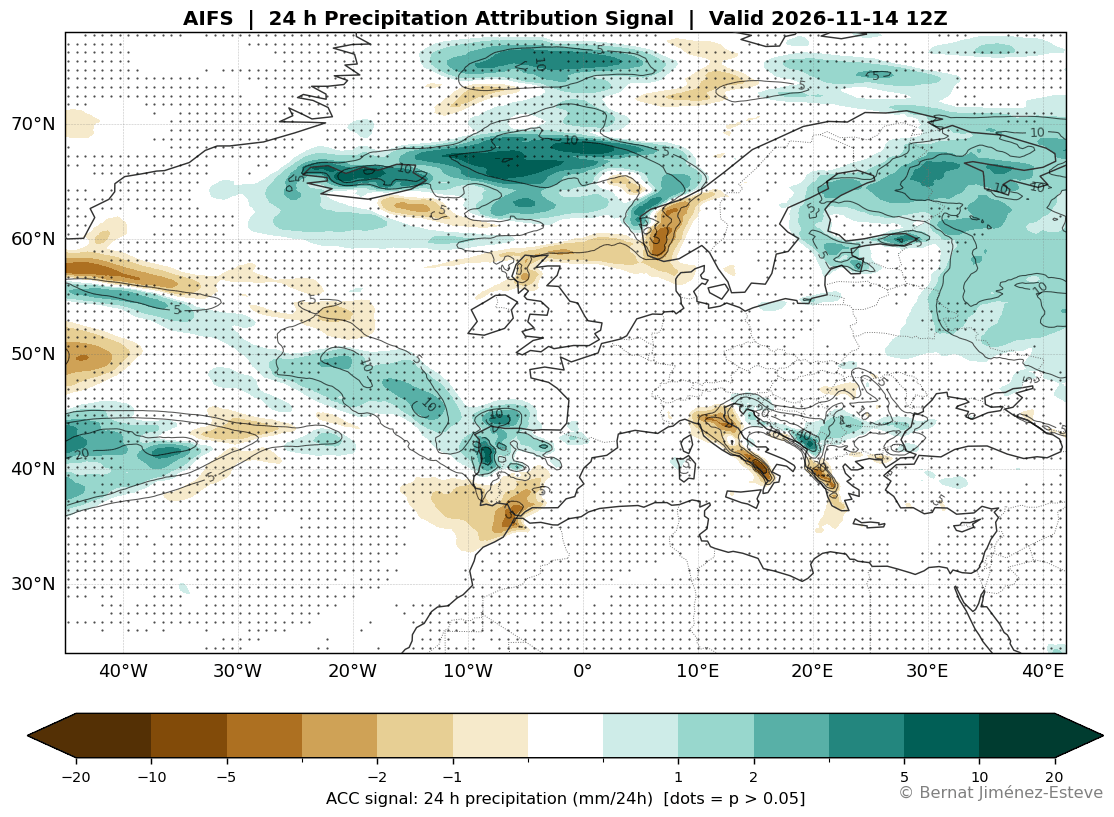 AIFS | 24 h Precipitation Attribution Signal | Valid 2026-11-14 12Z
70°N
60°N
50°N
40°N
30°N
40°W 30°W 20°W 10°W 0° 10°E 20°E 30°E 40°E
−20 −10 −5 −2 −1 1 2 5 10 20
ACC signal: 24 h precipitation (mm/24h) [dots = p > 0.05]
© Bernat Jiménez-Esteve